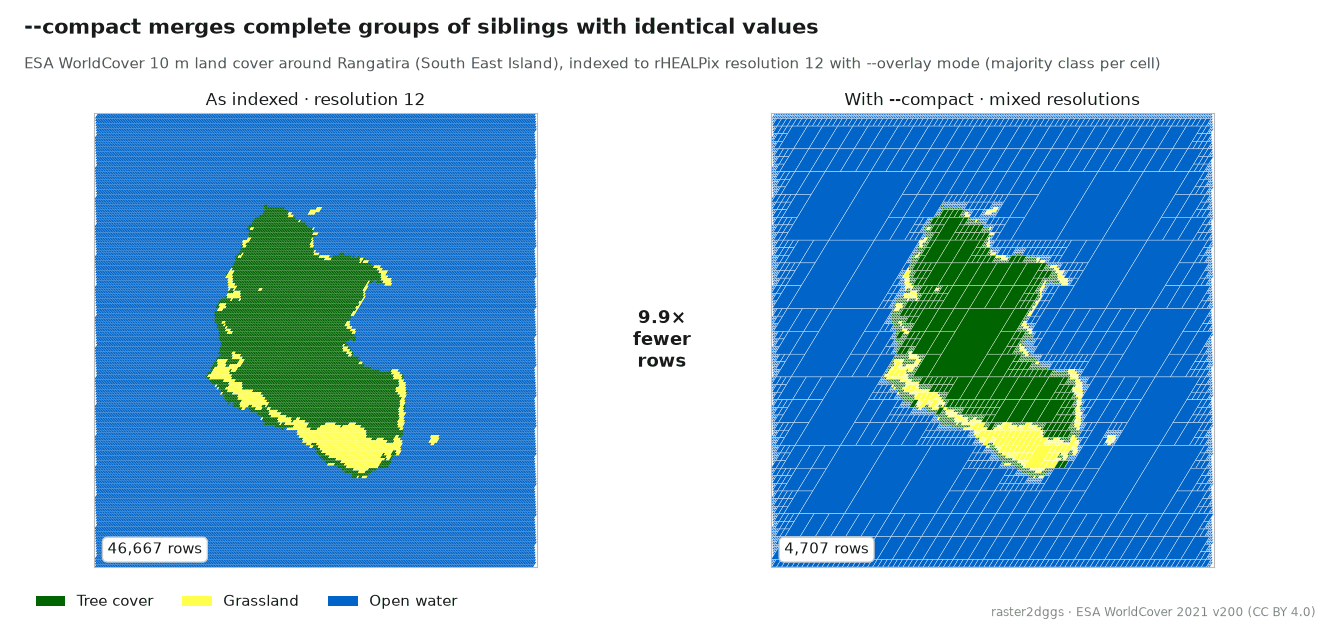 --compact merges complete groups of siblings with identical values
ESA WorldCover 10 m land cover around Rangatira (South East Island), indexed to rHEALPix resolution 12 with --overlay mode (majority class per cell)
As indexed · resolution 12
With --compact · mixed resolutions
9.9×
fewer
rows
46,667 rows
4,707 rows
Tree cover
Grassland
Open water
raster2dggs · ESA WorldCover 2021 v200 (CC BY 4.0)